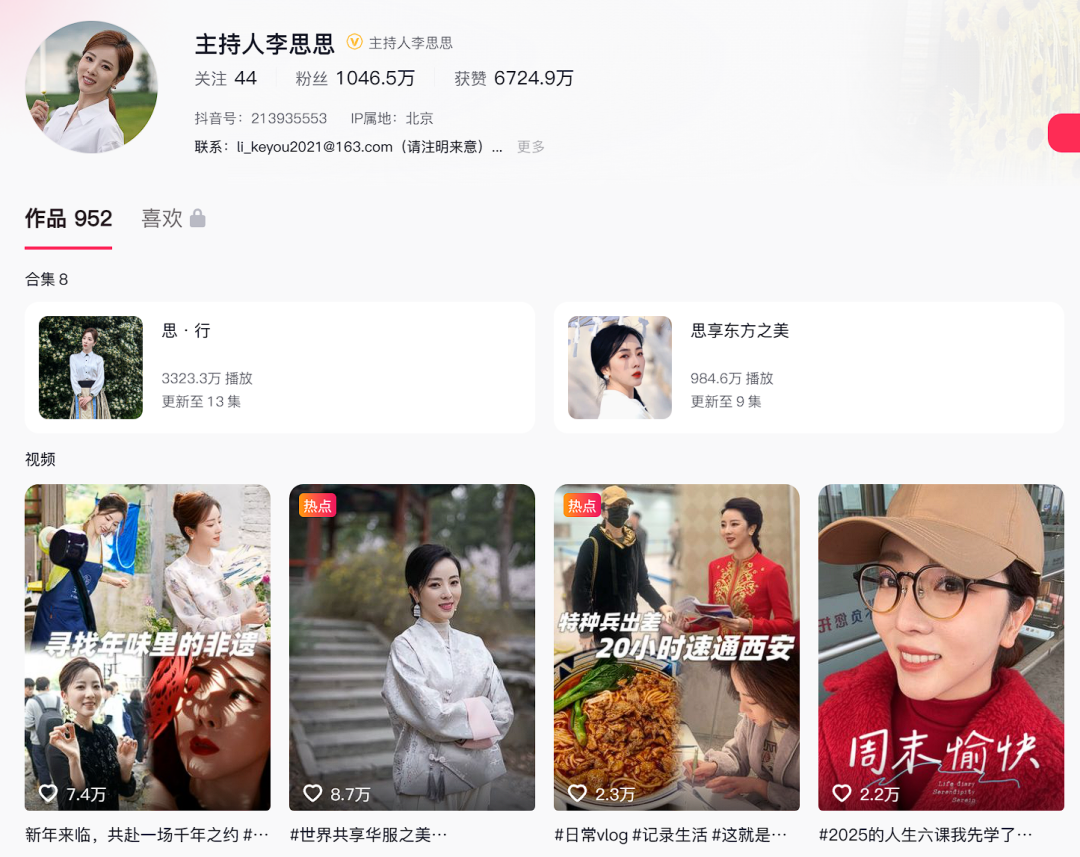 主持人李思思 主持人李思思
关注 44 粉丝 1046.5万 获赞 6724.9万
抖音号：213935553 IP属地：北京
联系：li_keyou2021@163.com（请注明来意）... 更多
作品 952 喜欢
合集 8
思 · 行
3323.3万 播放
更新至 13 集
思享东方之美
984.6万 播放
更新至 9 集
视频
寻找年味里的非遗
7.4万
新年来临，共赴一场千年之约 #…
热点
8.7万
#世界共享华服之美…
热点
特种兵出差
20小时速通西安
2.3万
#日常vlog #记录生活 #这就是…
周末愉快
Life diary
Serendipity
2.2万
#2025的人生六课我先学了…